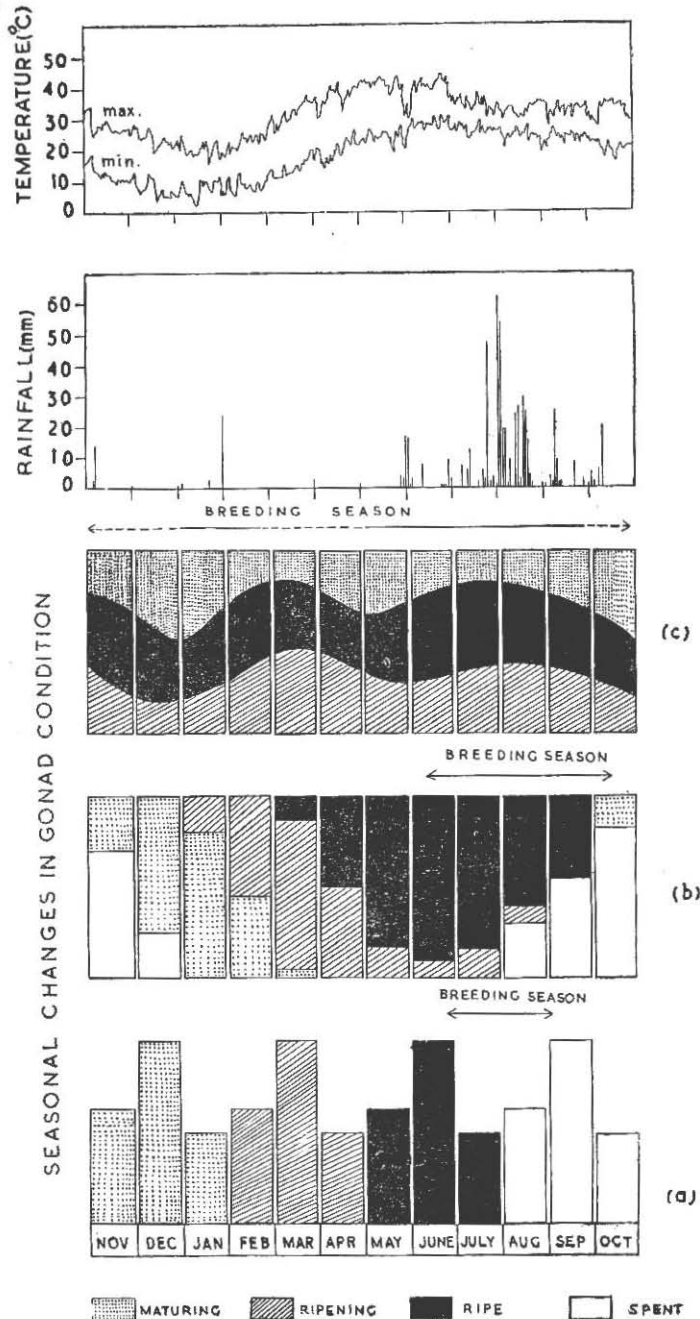 TEMPERATURE(°C)
50
40
30
20
10
0
max.
min.
RAINFALL(mm)
60
50
40
30
20
10
0
BREEDING SEASON
SEASONAL CHANGES IN GONAD CONDITION
(c)
BREEDING SEASON
(b)
BREEDING SEASON
(a)
NOV DEC JAN FEB MAR APR MAY JUNE JULY AUG SEP OCT
MATURING RIPENING RIPE SPENT